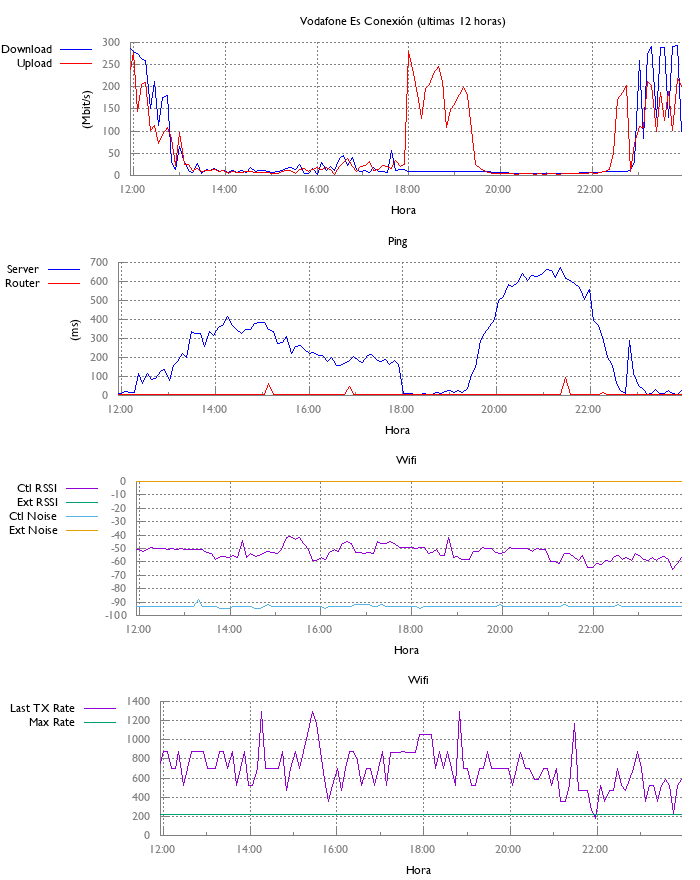 Vodafone Es Conexión (ultimas 12 horas)
Download
Upload
(Mbit/s)
300
250
200
150
100
50
0
12:00 14:00 16:00 18:00 20:00 22:00
Hora
Ping
Server
Router
(ms)
700
600
500
400
300
200
100
0
12:00 14:00 16:00 18:00 20:00 22:00
Hora
Wifi
Ctl RSSI
Ext RSSI
Ctl Noise
Ext Noise
0
-10
-20
-30
-40
-50
-60
-70
-80
-90
-100
12:00 14:00 16:00 18:00 20:00 22:00
Hora
Wifi
Last TX Rate
Max Rate
1400
1200
1000
800
600
400
200
0
12:00 14:00 16:00 18:00 20:00 22:00
Hora